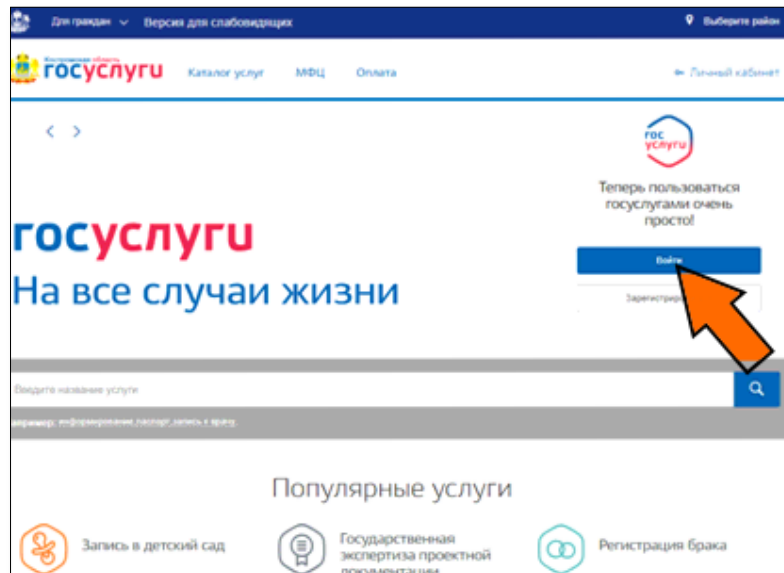 Для граждан
Версия для слабовидящих
Выберите район
Костромская область
госуслуги
Каталог услуг
МФЦ
Оплата
Личный кабинет
гос
услуги
Теперь пользоваться
госуслугами очень
просто!
госуслуги
На все случаи жизни
Войти
Введите название услуги
информирование, паспорт, запись к врачу
Популярные услуги
Запись в детский сад
Государственная
экспертиза проектной
документации
Регистрация брака